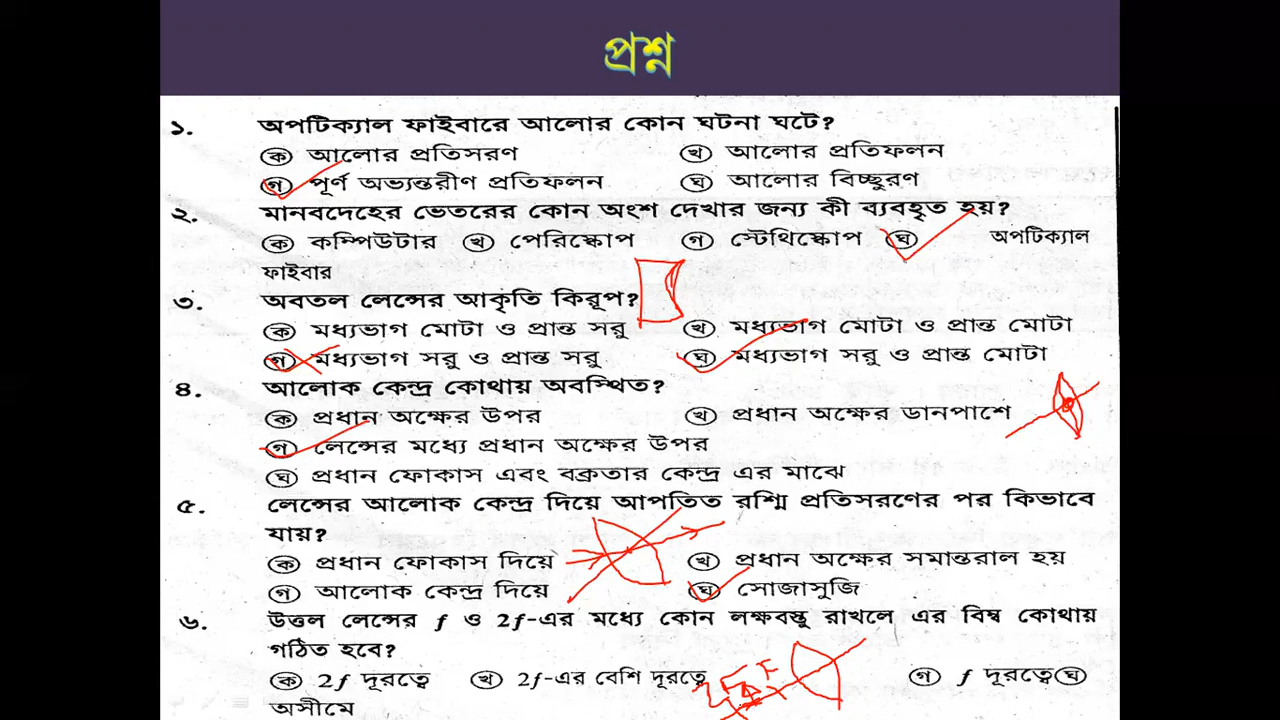 প্রশ্ন
১. অপটিক্যাল ফাইবারে আলোর কোন ঘটনা ঘটে?
ক আলোর প্রতিসরণ খ আলোর প্রতিফলন
গ পূর্ণ অভ্যন্তরীণ প্রতিফলন ঘ আলোর বিচ্ছুরণ
২. মানবদেহের ভেতরের কোন অংশ দেখার জন্য কী ব্যবহৃত হয়?
ক কম্পিউটার খ পেরিস্কোপ গ স্টেথিস্কোপ ঘ অপটিক্যাল
ফাইবার
৩. অবতল লেন্সের আকৃতি কিরূপ?
ক মধ্যভাগ মোটা ও প্রান্ত সরু খ মধ্যভাগ মোটা ও প্রান্ত মোটা
গ মধ্যভাগ সরু ও প্রান্ত সরু ঘ মধ্যভাগ সরু ও প্রান্ত মোটা
৪. আলোক কেন্দ্র কোথায় অবস্থিত?
ক প্রধান অক্ষের উপর খ প্রধান অক্ষের ডানপাশে
গ লেন্সের মধ্যে প্রধান অক্ষের উপর
ঘ প্রধান ফোকাস এবং বক্রতার কেন্দ্র এর মাঝে
৫. লেন্সের আলোক কেন্দ্র দিয়ে আপতিত রশ্মি প্রতিসরণের পর কিভাবে
যায়?
ক প্রধান ফোকাস দিয়ে খ প্রধান অক্ষের সমান্তরাল হয়
গ আলোক কেন্দ্র দিয়ে ঘ সোজাসুজি
৬. উত্তল লেন্সের f ও 2f-এর মধ্যে কোন লক্ষবস্তু রাখলে এর বিম্ব কোথায়
গঠিত হবে?
ক 2f দূরত্বে খ 2f-এর বেশি দূরত্বে গ f দূরত্বে ঘ
অসীমে
2F F